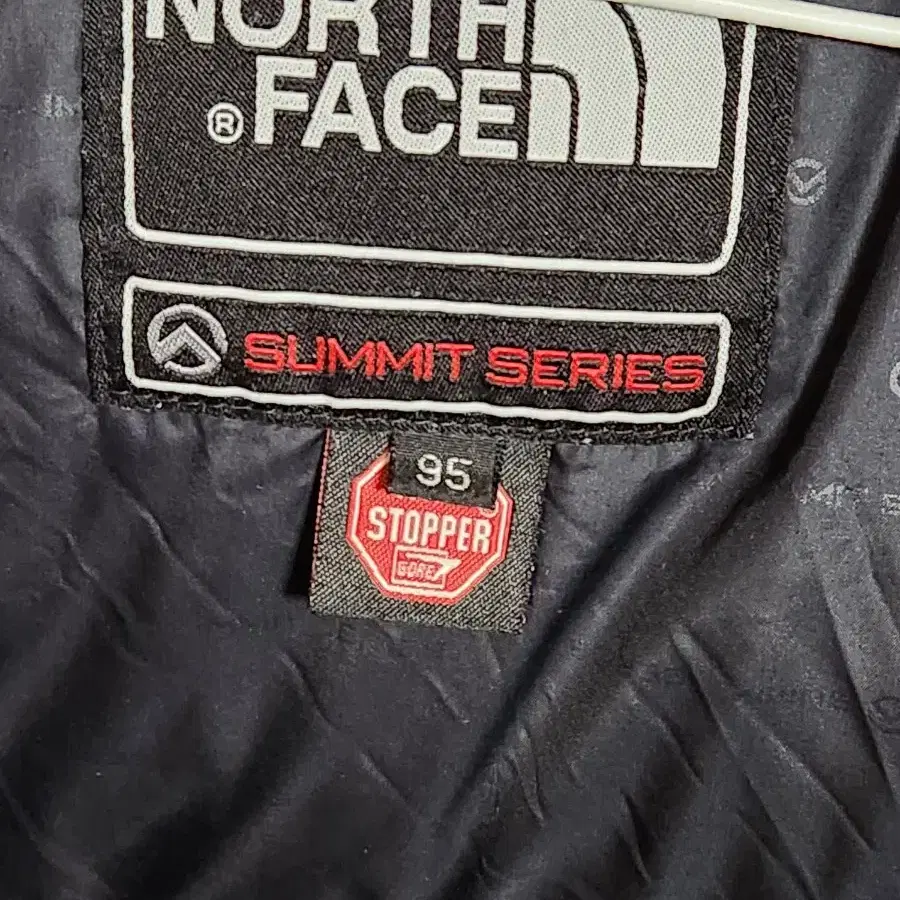 NORTH
®FACE
SUMMIT SERIES
95
STOPPER
GORE